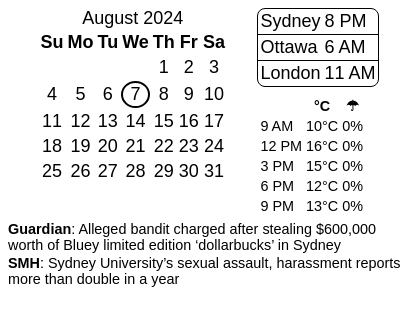 August 2024
Su Mo Tu We Th Fr Sa
1 2 3
4 5 6 7 8 9 10
11 12 13 14 15 16 17
18 19 20 21 22 23 24
25 26 27 28 29 30 31
Sydney 8 PM
Ottawa 6 AM
London 11 AM
°C ☂
9 AM 10°C 0%
12 PM 16°C 0%
3 PM 15°C 0%
6 PM 12°C 0%
9 PM 13°C 0%
Guardian: Alleged bandit charged after stealing $600,000
worth of Bluey limited edition ‘dollarbucks’ in Sydney
SMH: Sydney University’s sexual assault, harassment reports
more than double in a year